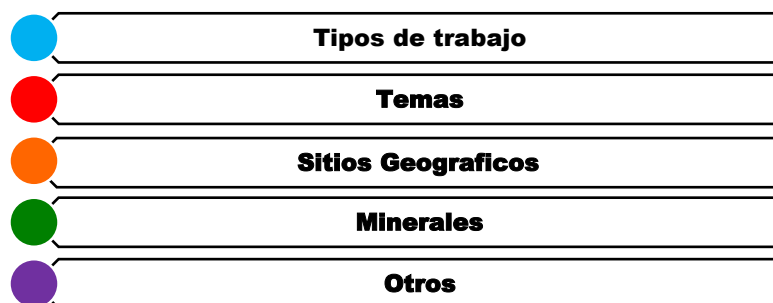 Tipos de trabajo
Temas
Sitios Geograficos
Minerales
Otros